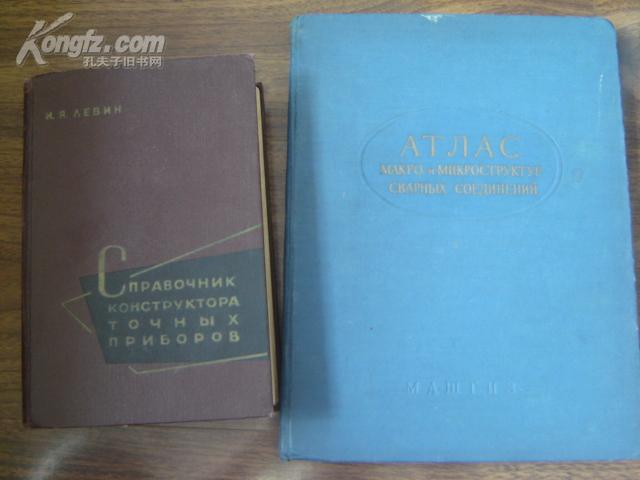 Kongfz.com
孔夫子旧书网
И. Я. ЛЕВИН
СПРАВОЧНИК
КОНСТРУКТОРА
ТОЧНЫХ
ПРИБОРОВ
АТЛАС
МАКРО и МИКРОСТРУКТУР
СВАРНЫХ СОЕДИНЕНИЙ
МАШГИЗ